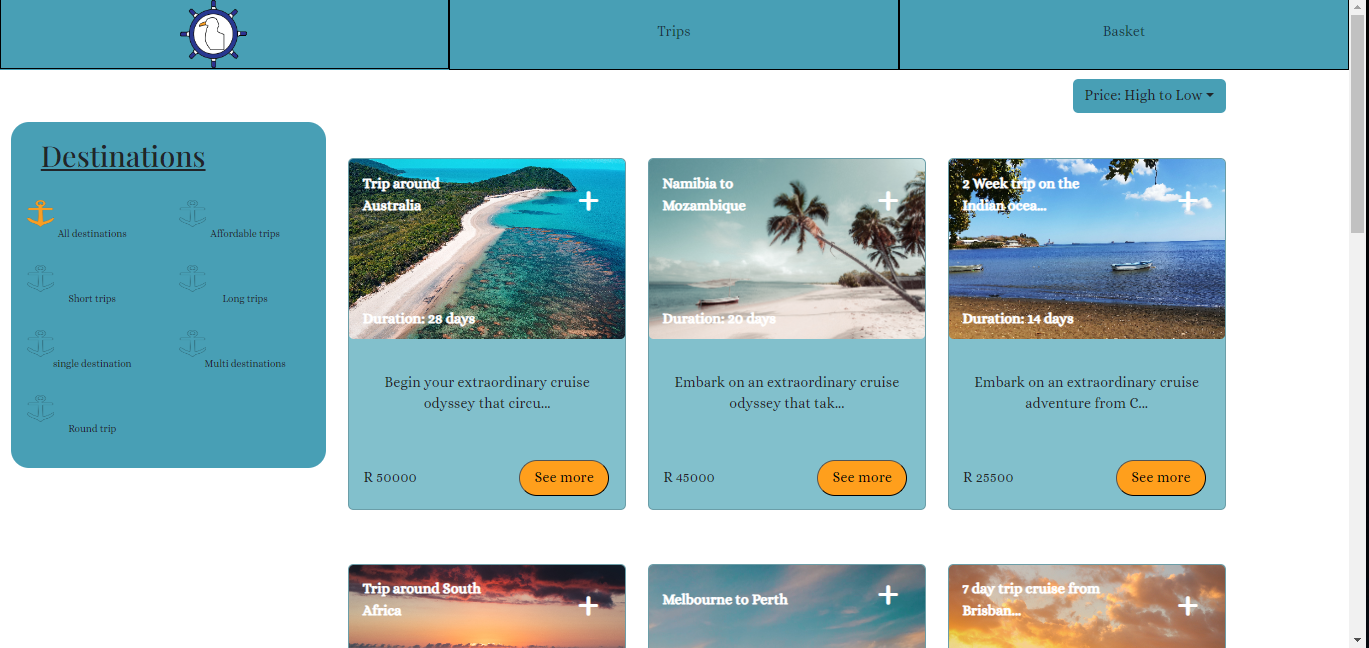 Trips
Basket
Price: High to Low
Destinations
All destinations
Affordable trips
Short trips
Long trips
single destination
Multi destinations
Round trip
Trip around
Australia
Duration: 28 days
Begin your extraordinary cruise
odyssey that circu...
R 50000
See more
Namibia to
Mozambique
Duration: 20 days
Embark on an extraordinary cruise
odyssey that tak...
R 45000
See more
2 Week trip on the
Indian ocea...
Duration: 14 days
Embark on an extraordinary cruise
adventure from C...
R 25500
See more
Trip around South
Africa
Melbourne to Perth
7 day trip cruise from
Brisban...